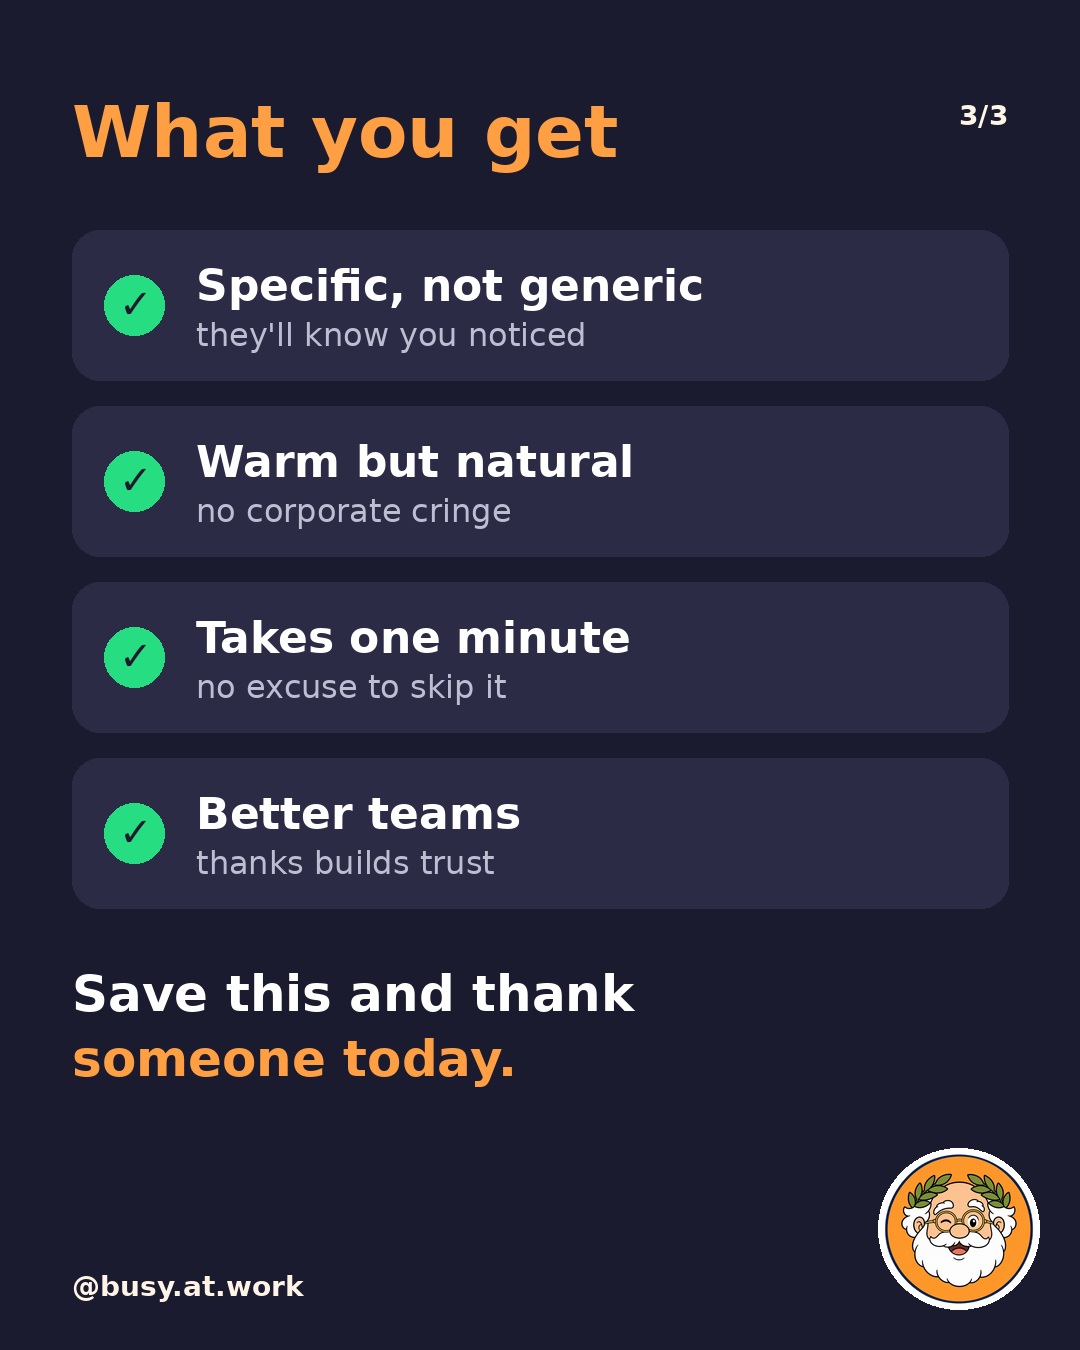 What you get
3/3
✓
Specific, not generic
they'll know you noticed
✓
Warm but natural
no corporate cringe
✓
Takes one minute
no excuse to skip it
✓
Better teams
thanks builds trust
Save this and thank
someone today.
@busy.at.work